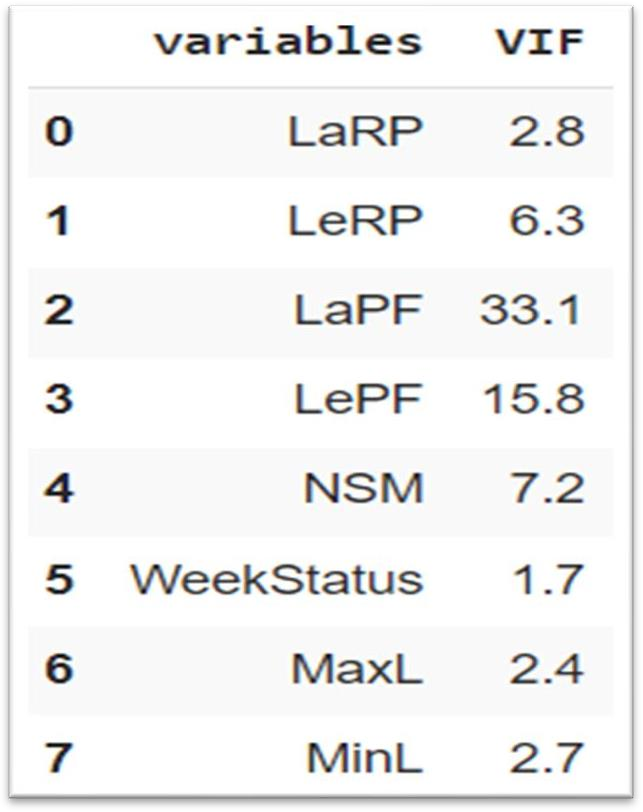 variables VIF
0 LaRP 2.8
1 LeRP 6.3
2 LaPF 33.1
3 LePF 15.8
4 NSM 7.2
5 WeekStatus 1.7
6 MaxL 2.4
7 MinL 2.7